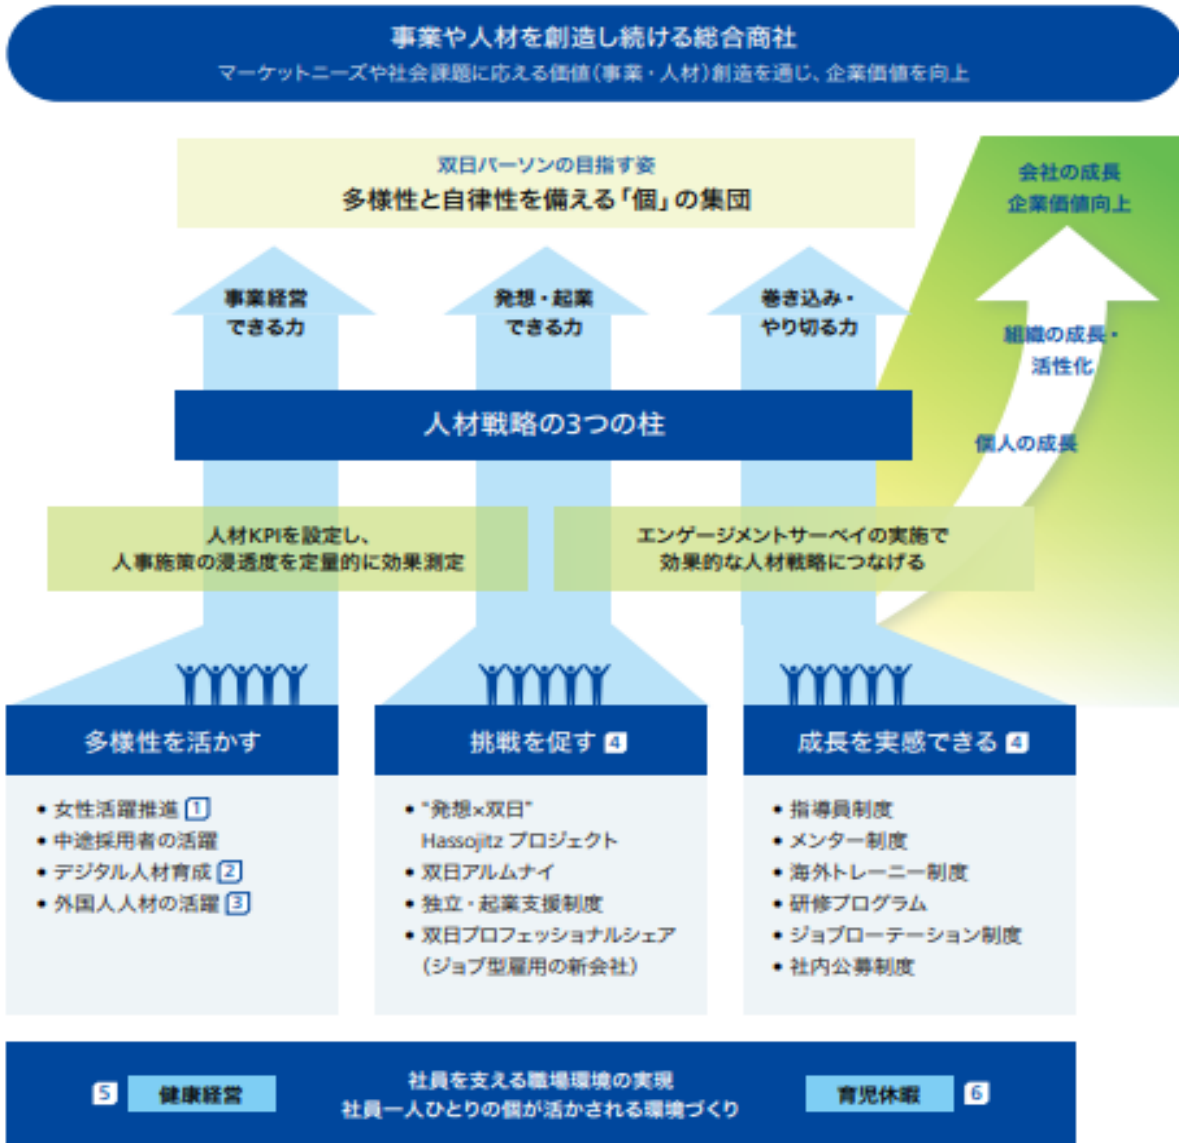 事業や人材を創造し続ける総合商社
マーケットニーズや社会課題に応える価値(事業・人材)創造を通じ、企業価値を向上
双日パーソンの目指す姿
多様性と自律性を備える「個」の集団
会社の成長
企業価値向上
事業経営
できる力
発想・起業
できる力
巻き込み・
やり切る力
組織の成長・
活性化
人材戦略の3つの柱
個人の成長
人材KPIを設定し、
人事施策の浸透度を定量的に効果測定
エンゲージメントサーベイの実施で
効果的な人材戦略につなげる
多様性を活かす
• 女性活躍推進 1
• 中途採用者の活躍
• デジタル人材育成 2
• 外国人人材の活躍 3
挑戦を促す 4
• "発想×双日"
Hassojitz プロジェクト
• 双日アルムナイ
• 独立・起業支援制度
• 双日プロフェッショナルシェア
(ジョブ型雇用の新会社)
成長を実感できる 4
• 指導員制度
• メンター制度
• 海外トレーニー制度
• 研修プログラム
• ジョブローテーション制度
• 社内公募制度
5 健康経営
社員を支える職場環境の実現
社員一人ひとりの個が活かされる環境づくり
育児休暇 6